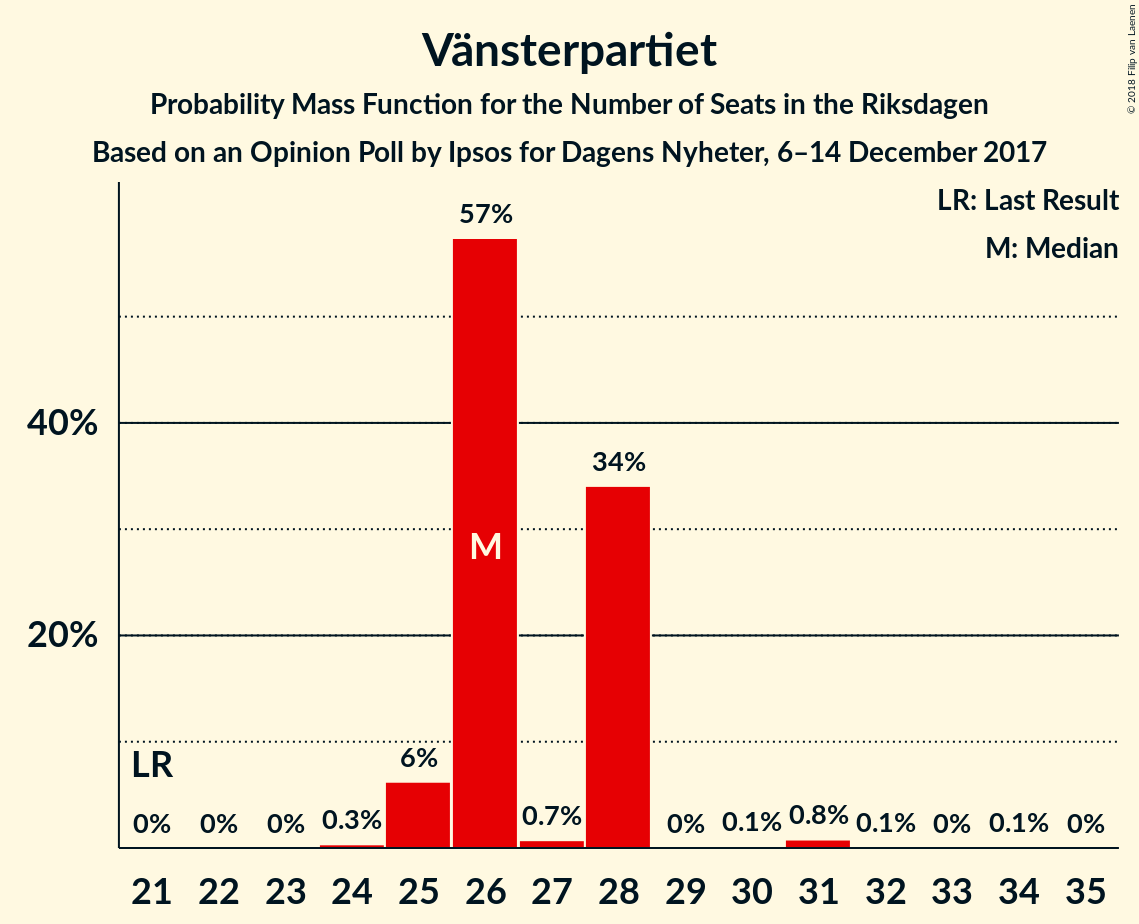 Vänsterpartiet
Probability Mass Function for the Number of Seats in the Riksdagen
Based on an Opinion Poll by Ipsos for Dagens Nyheter, 6–14 December 2017
© 2018 Filip van Laenen
LR: Last Result
M: Median
57%
40%
34%
M
20%
LR
6%
0% 0% 0% 0.3% 0.7% 0% 0.1% 0.8% 0.1% 0% 0.1% 0%
21 22 23 24 25 26 27 28 29 30 31 32 33 34 35